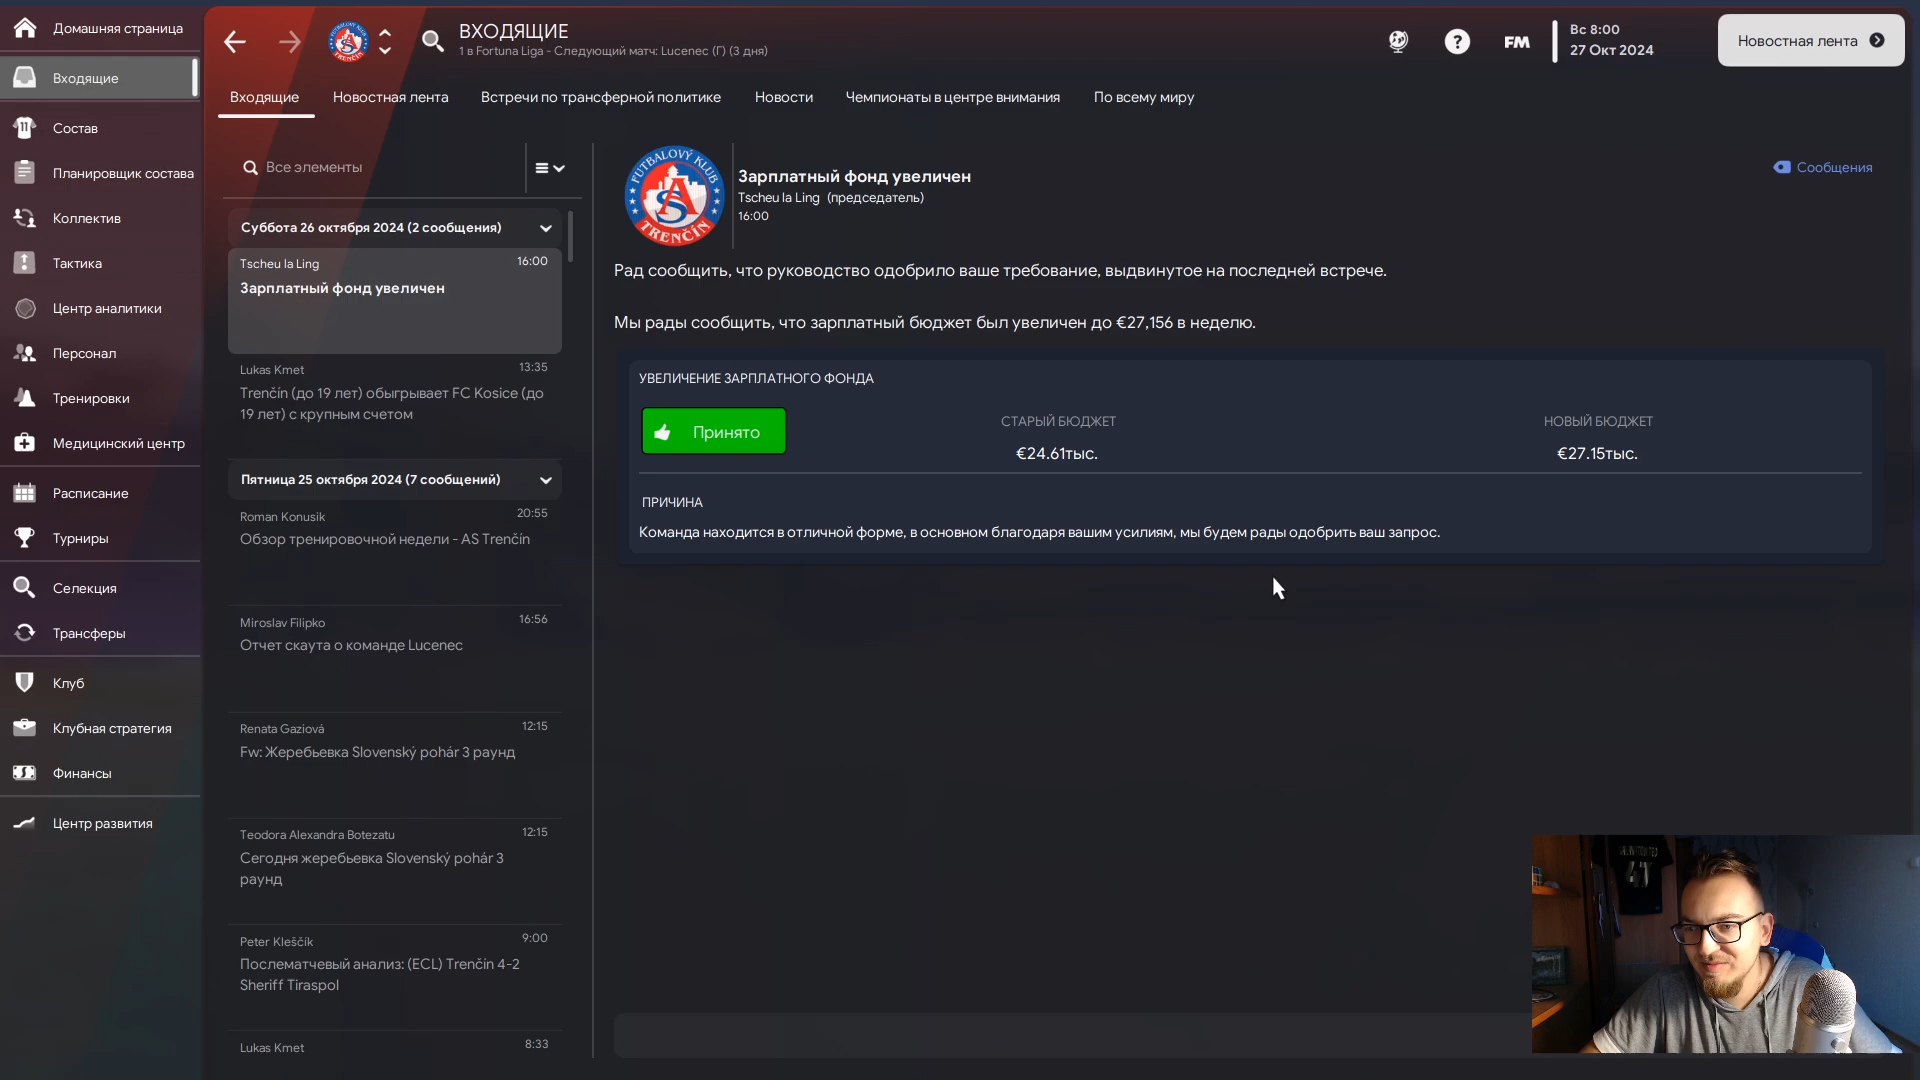 Домашняя страница
Входящие
Состав
Планировщик состава
Коллектив
Тактика
Центр аналитики
Персонал
Тренировки
Медицинский центр
Расписание
Турниры
Селекция
Трансферы
Клуб
Клубная стратегия
Финансы
Центр развития
ВХОДЯЩИЕ
1 в Fortuna Liga - Следующий матч: Lucenec (Г) (3 дня)
FM
Вс 8:00
27 Окт 2024
Новостная лента
Входящие
Новостная лента
Встречи по трансферной политике
Новости
Чемпионаты в центре внимания
По всему миру
Все элементы
Суббота 26 октября 2024 (2 сообщения)
Tscheu la Ling
16:00
Зарплатный фонд увеличен
Lukas Kmet
13:35
Trenčín (до 19 лет) обыгрывает FC Kosice (до
19 лет) с крупным счетом
Пятница 25 октября 2024 (7 сообщений)
Roman Konusik
20:55
Обзор тренировочной недели - AS Trenčín
Miroslav Filipko
16:56
Отчет скаута о команде Lucenec
Renata Gaziová
12:15
Fw: Жеребьевка Slovenský pohár 3 раунд
Teodora Alexandra Botezatu
12:15
Сегодня жеребьевка Slovenský pohár 3
раунд
Peter Kleščík
9:00
Послематчевый анализ: (ECL) Trenčín 4-2
Sheriff Tiraspol
Lukas Kmet
8:33
FUTBALOVÝ KLUB
AS
TRENČÍN
Зарплатный фонд увеличен
Tscheu la Ling (председатель)
16:00
Сообщения
Рад сообщить, что руководство одобрило ваше требование, выдвинутое на последней встрече.
Мы рады сообщить, что зарплатный бюджет был увеличен до €27,156 в неделю.
УВЕЛИЧЕНИЕ ЗАРПЛАТНОГО ФОНДА
Принято
СТАРЫЙ БЮДЖЕТ
€24.61тыс.
НОВЫЙ БЮДЖЕТ
€27.15тыс.
ПРИЧИНА
Команда находится в отличной форме, в основном благодаря вашим усилиям, мы будем рады одобрить ваш запрос.